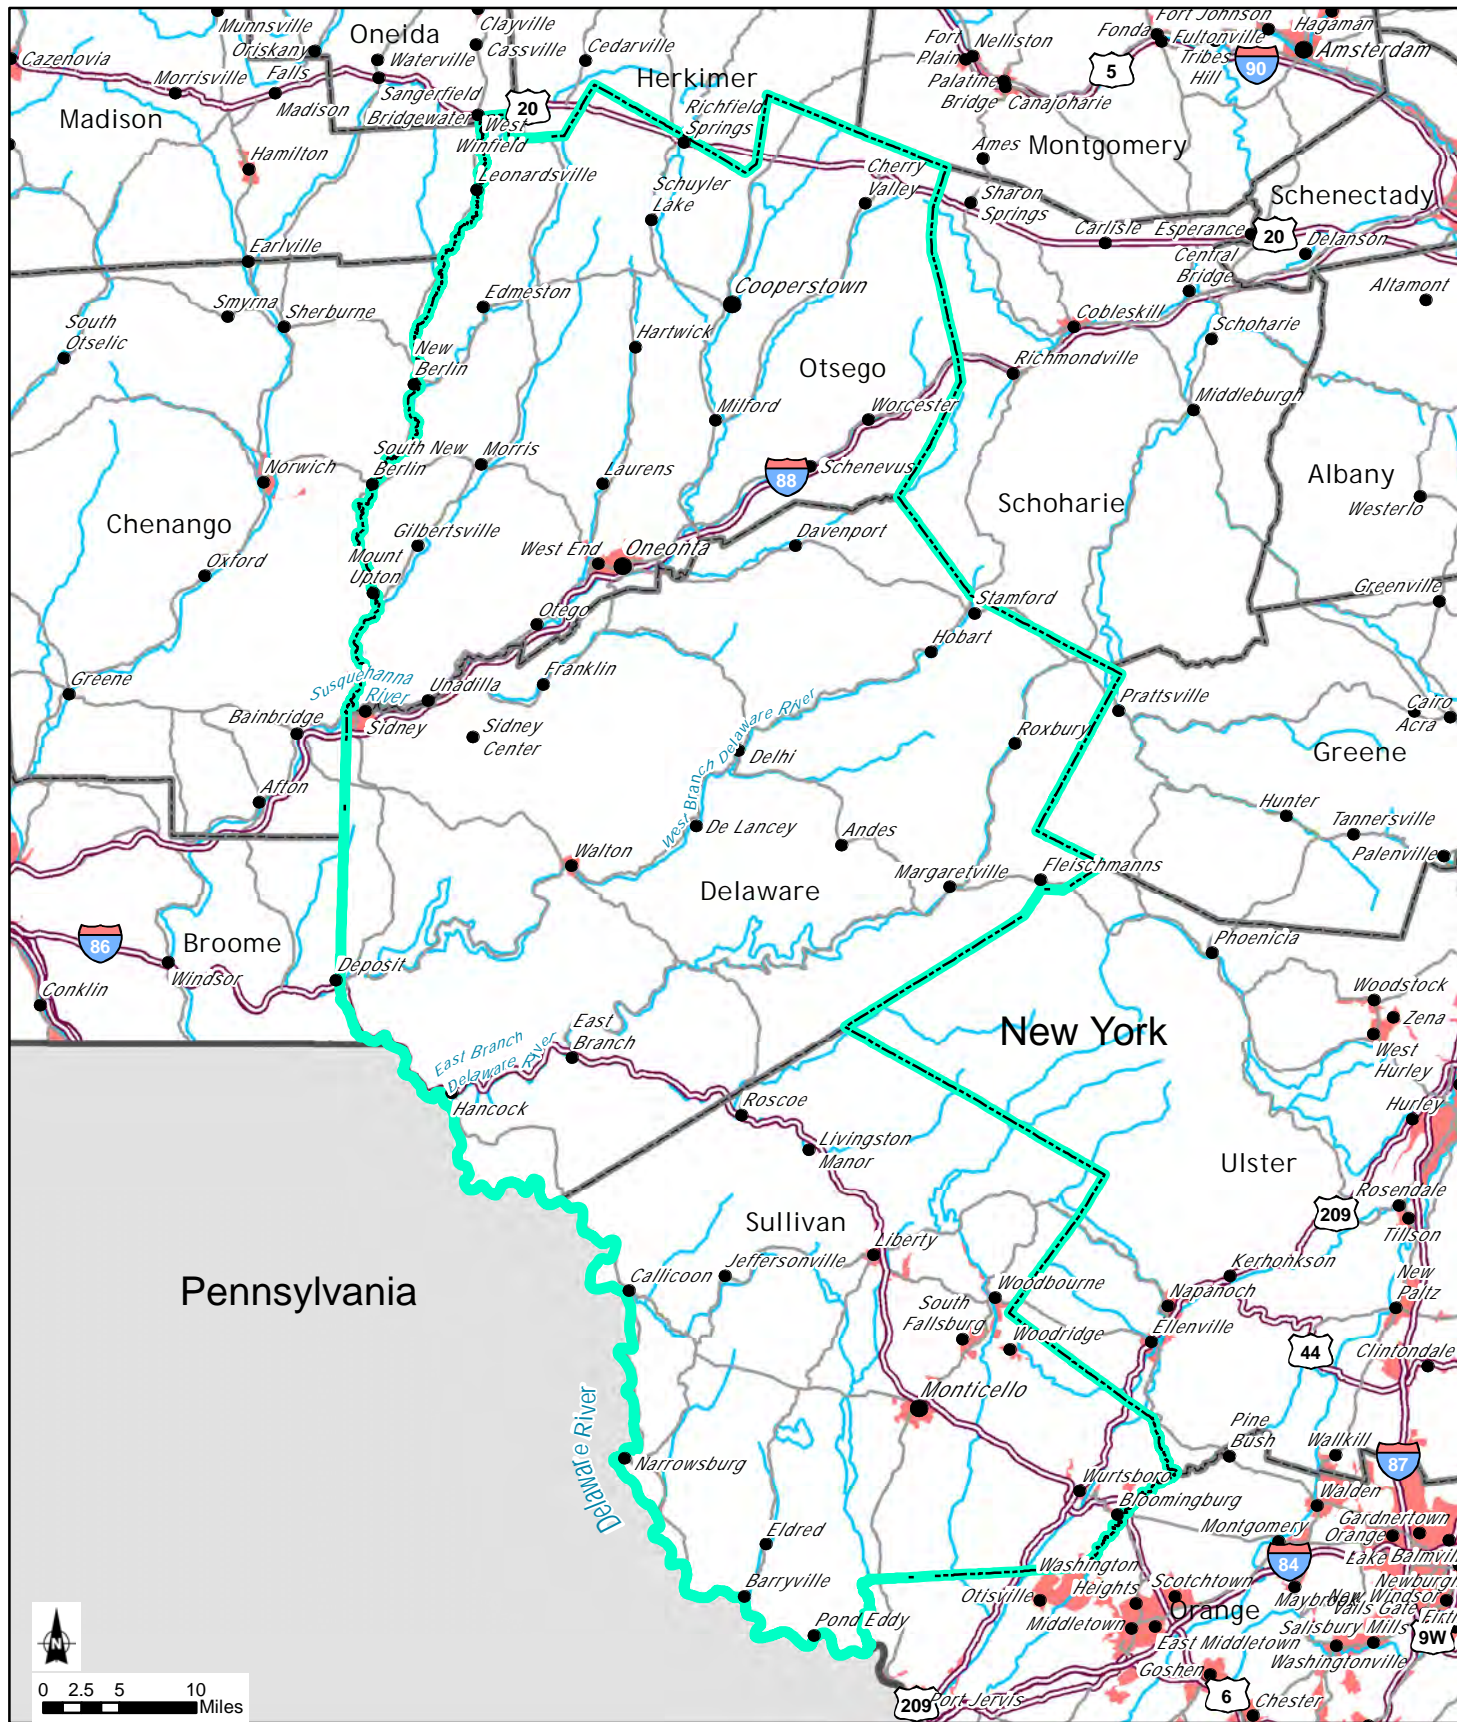 Munnsville
Oneida
Clayville
Fort Johnson
Hagaman
Cazenovia
Oriskany
Falls
Waterville
Cassville
Cedarville
Fort
Plain
Nelliston
Fonda
Fultonville
Amsterdam
Tribes
Hill
90
5
Morrisville
Madison
Sangerfield
Herkimer
Palatine
Bridge
Canajoharie
Madison
Bridgewater
20
West
Winfield
Richfield
Springs
Hamilton
Ames
Montgomery
Leonardsville
Schuyler
Lake
Cherry
Valley
Sharon
Springs
Schenectady
Carlisle
Esperance
20
Delanson
Earlville
Central
Bridge
Altamont
Smyrna
Sherburne
Edmeston
Cooperstown
South
Otselic
Hartwick
Cobleskill
Schoharie
New
Berlin
Otsego
Richmondville
Milford
Worcester
Middleburgh
South New
Berlin
Morris
Norwich
Laurens
88
Schenevus
Albany
Westerlo
Chenango
Schoharie
Gilbertsville
West End
Oneonta
Davenport
Mount
Upton
Oxford
Greenville
Otego
Stamford
Hobart
Greene
Susquehanna
River
Franklin
Unadilla
Bainbridge
Sidney
Sidney
Center
West Branch Delaware River
Delhi
Prattsville
Roxbury
Cairo
Acra
Greene
Afton
De Lancey
Andes
Hunter
Tannersville
Palenville
Walton
Margaretville
Fleischmanns
Delaware
86
Broome
Windsor
Deposit
Phoenicia
Conklin
Woodstock
Zena
West
Hurley
East Branch
Delaware River
East
Branch
New York
Hancock
Roscoe
Hurley
Livingston
Manor
Ulster
Sullivan
209
Rosendale
Tillson
Pennsylvania
Callicoon
Jeffersonville
Liberty
Kerhonkson
Woodbourne
Napanoch
New
Paltz
South
Fallsburg
Woodridge
Ellenville
44
Clintondale
Monticello
Delaware River
Pine
Bush
Wallkill
87
Narrowsburg
Wurtsboro
Walden
Bloomingburg
Montgomery
Gardnertown
Orange
Lake
Balmvil
Eldred
84
Washington
Heights
Newburgh
Barryville
Otisville
Scotchtown
Maybrook
New Windsor
Vails Gate
Pond Eddy
Middletown
Orange
East Middletown
Salisbury Mills
Washingtonville
9W
Goshen
N
0 2.5 5 10
Miles
209
Port Jervis
6
Chester